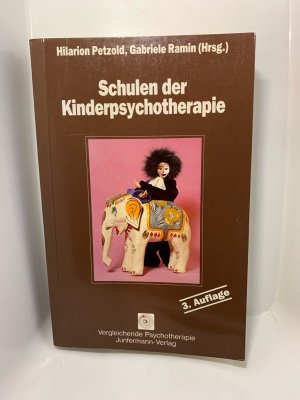 Hilarion Petzold, Gabriele Ramin (Hrsg.)
Schulen der
Kinderpsychotherapie
3. Auflage
Vergleichende Psychotherapie
Junfermann-Verlag